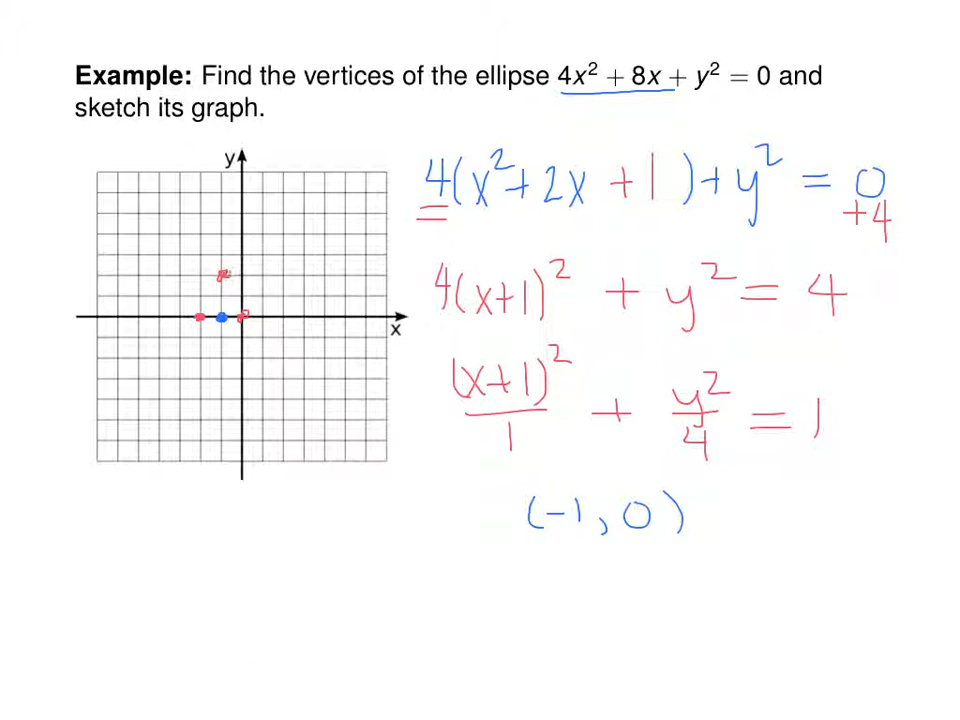 Example: Find the vertices of the ellipse 4x² + 8x + y² = 0 and
sketch its graph.
y
x
4(x²+2x +1)+y² = 0
+4
4(x+1)² + y² = 4
(x+1)²/1 + y²/4 = 1
(-1, 0)